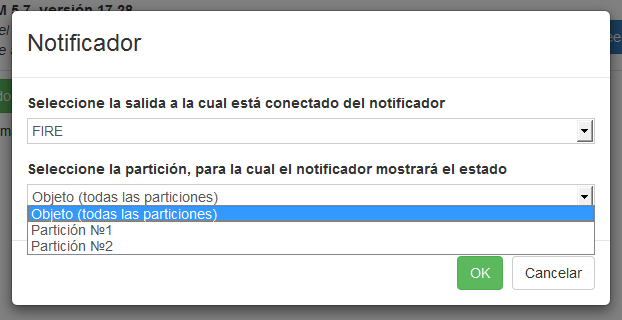 M 5.7, versión 17.28
Notificador
Seleccione la salida a la cual está conectado del notificador
FIRE
Seleccione la partición, para la cual el notificador mostrará el estado
Objeto (todas las particiones)
Objeto (todas las particiones)
Partición №1
Partición №2
OK
Cancelar